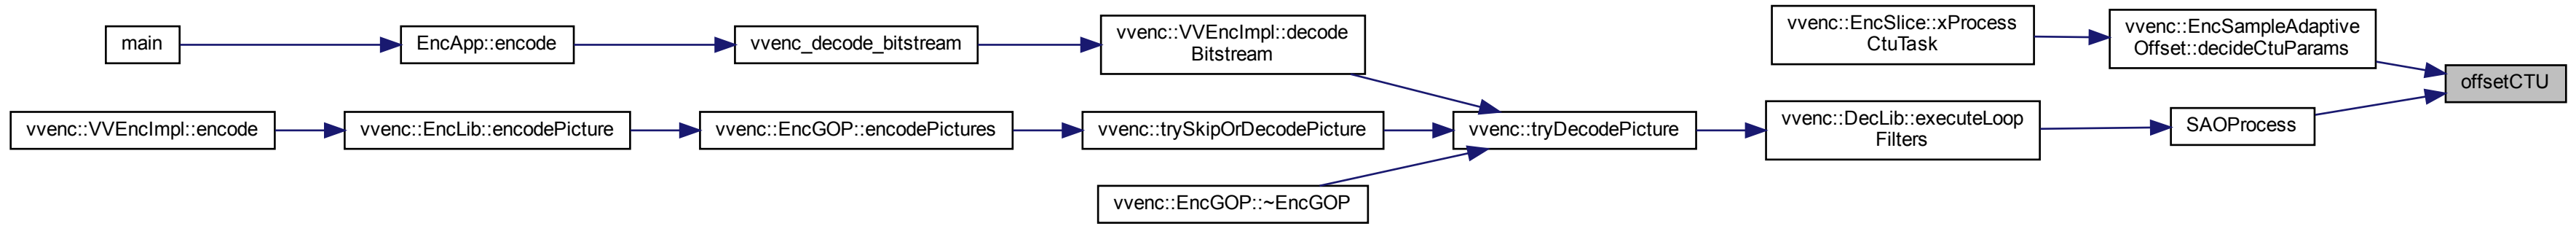 main
EncApp::encode
vvenc_decode_bitstream
vvenc::VVEncImpl::decode
Bitstream
vvenc::EncSlice::xProcess
CtuTask
vvenc::EncSampleAdaptive
Offset::decideCtuParams
offsetCTU
vvenc::VVEncImpl::encode
vvenc::EncLib::encodePicture
vvenc::EncGOP::encodePictures
vvenc::trySkipOrDecodePicture
vvenc::tryDecodePicture
vvenc::DecLib::executeLoop
Filters
SAOProcess
vvenc::EncGOP::~EncGOP